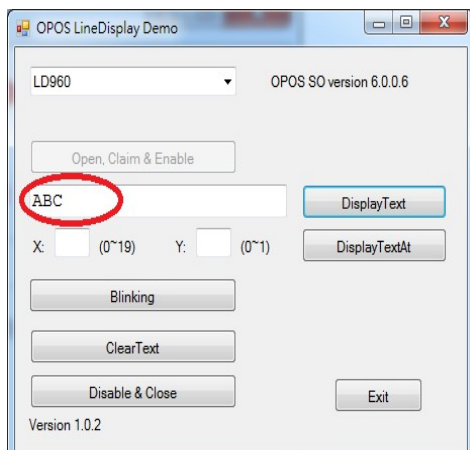 OPOS LineDisplay Demo
LD960 OPOS SO version 6.0.0.6
Open, Claim & Enable
ABC DisplayText
X: (0~19) Y: (0~1) DisplayTextAt
Blinking
ClearText
Disable & Close Exit
Version 1.0.2